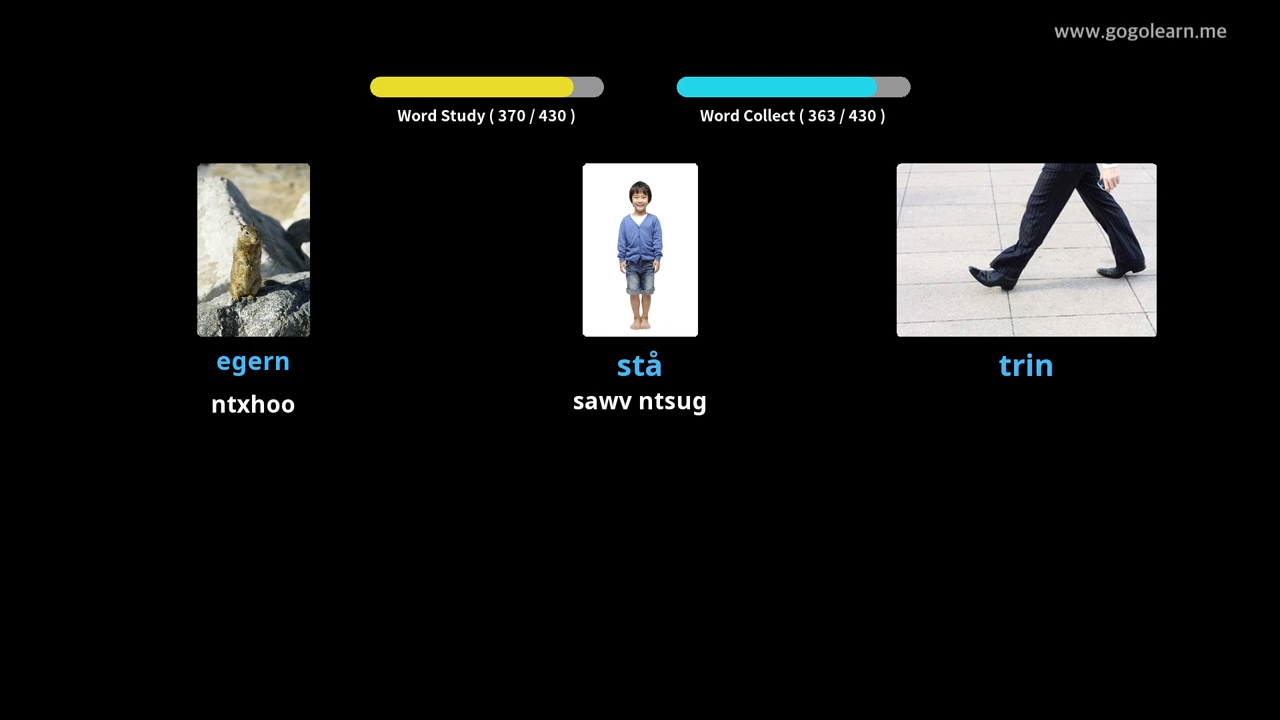 www.gogolearn.me
Word Study ( 370 / 430 )
Word Collect ( 363 / 430 )
egern
stå
trin
ntxhoo
sawv ntsug